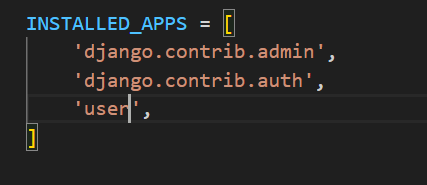 INSTALLED_APPS = [
'django.contrib.admin',
'django.contrib.auth',
'user',
]